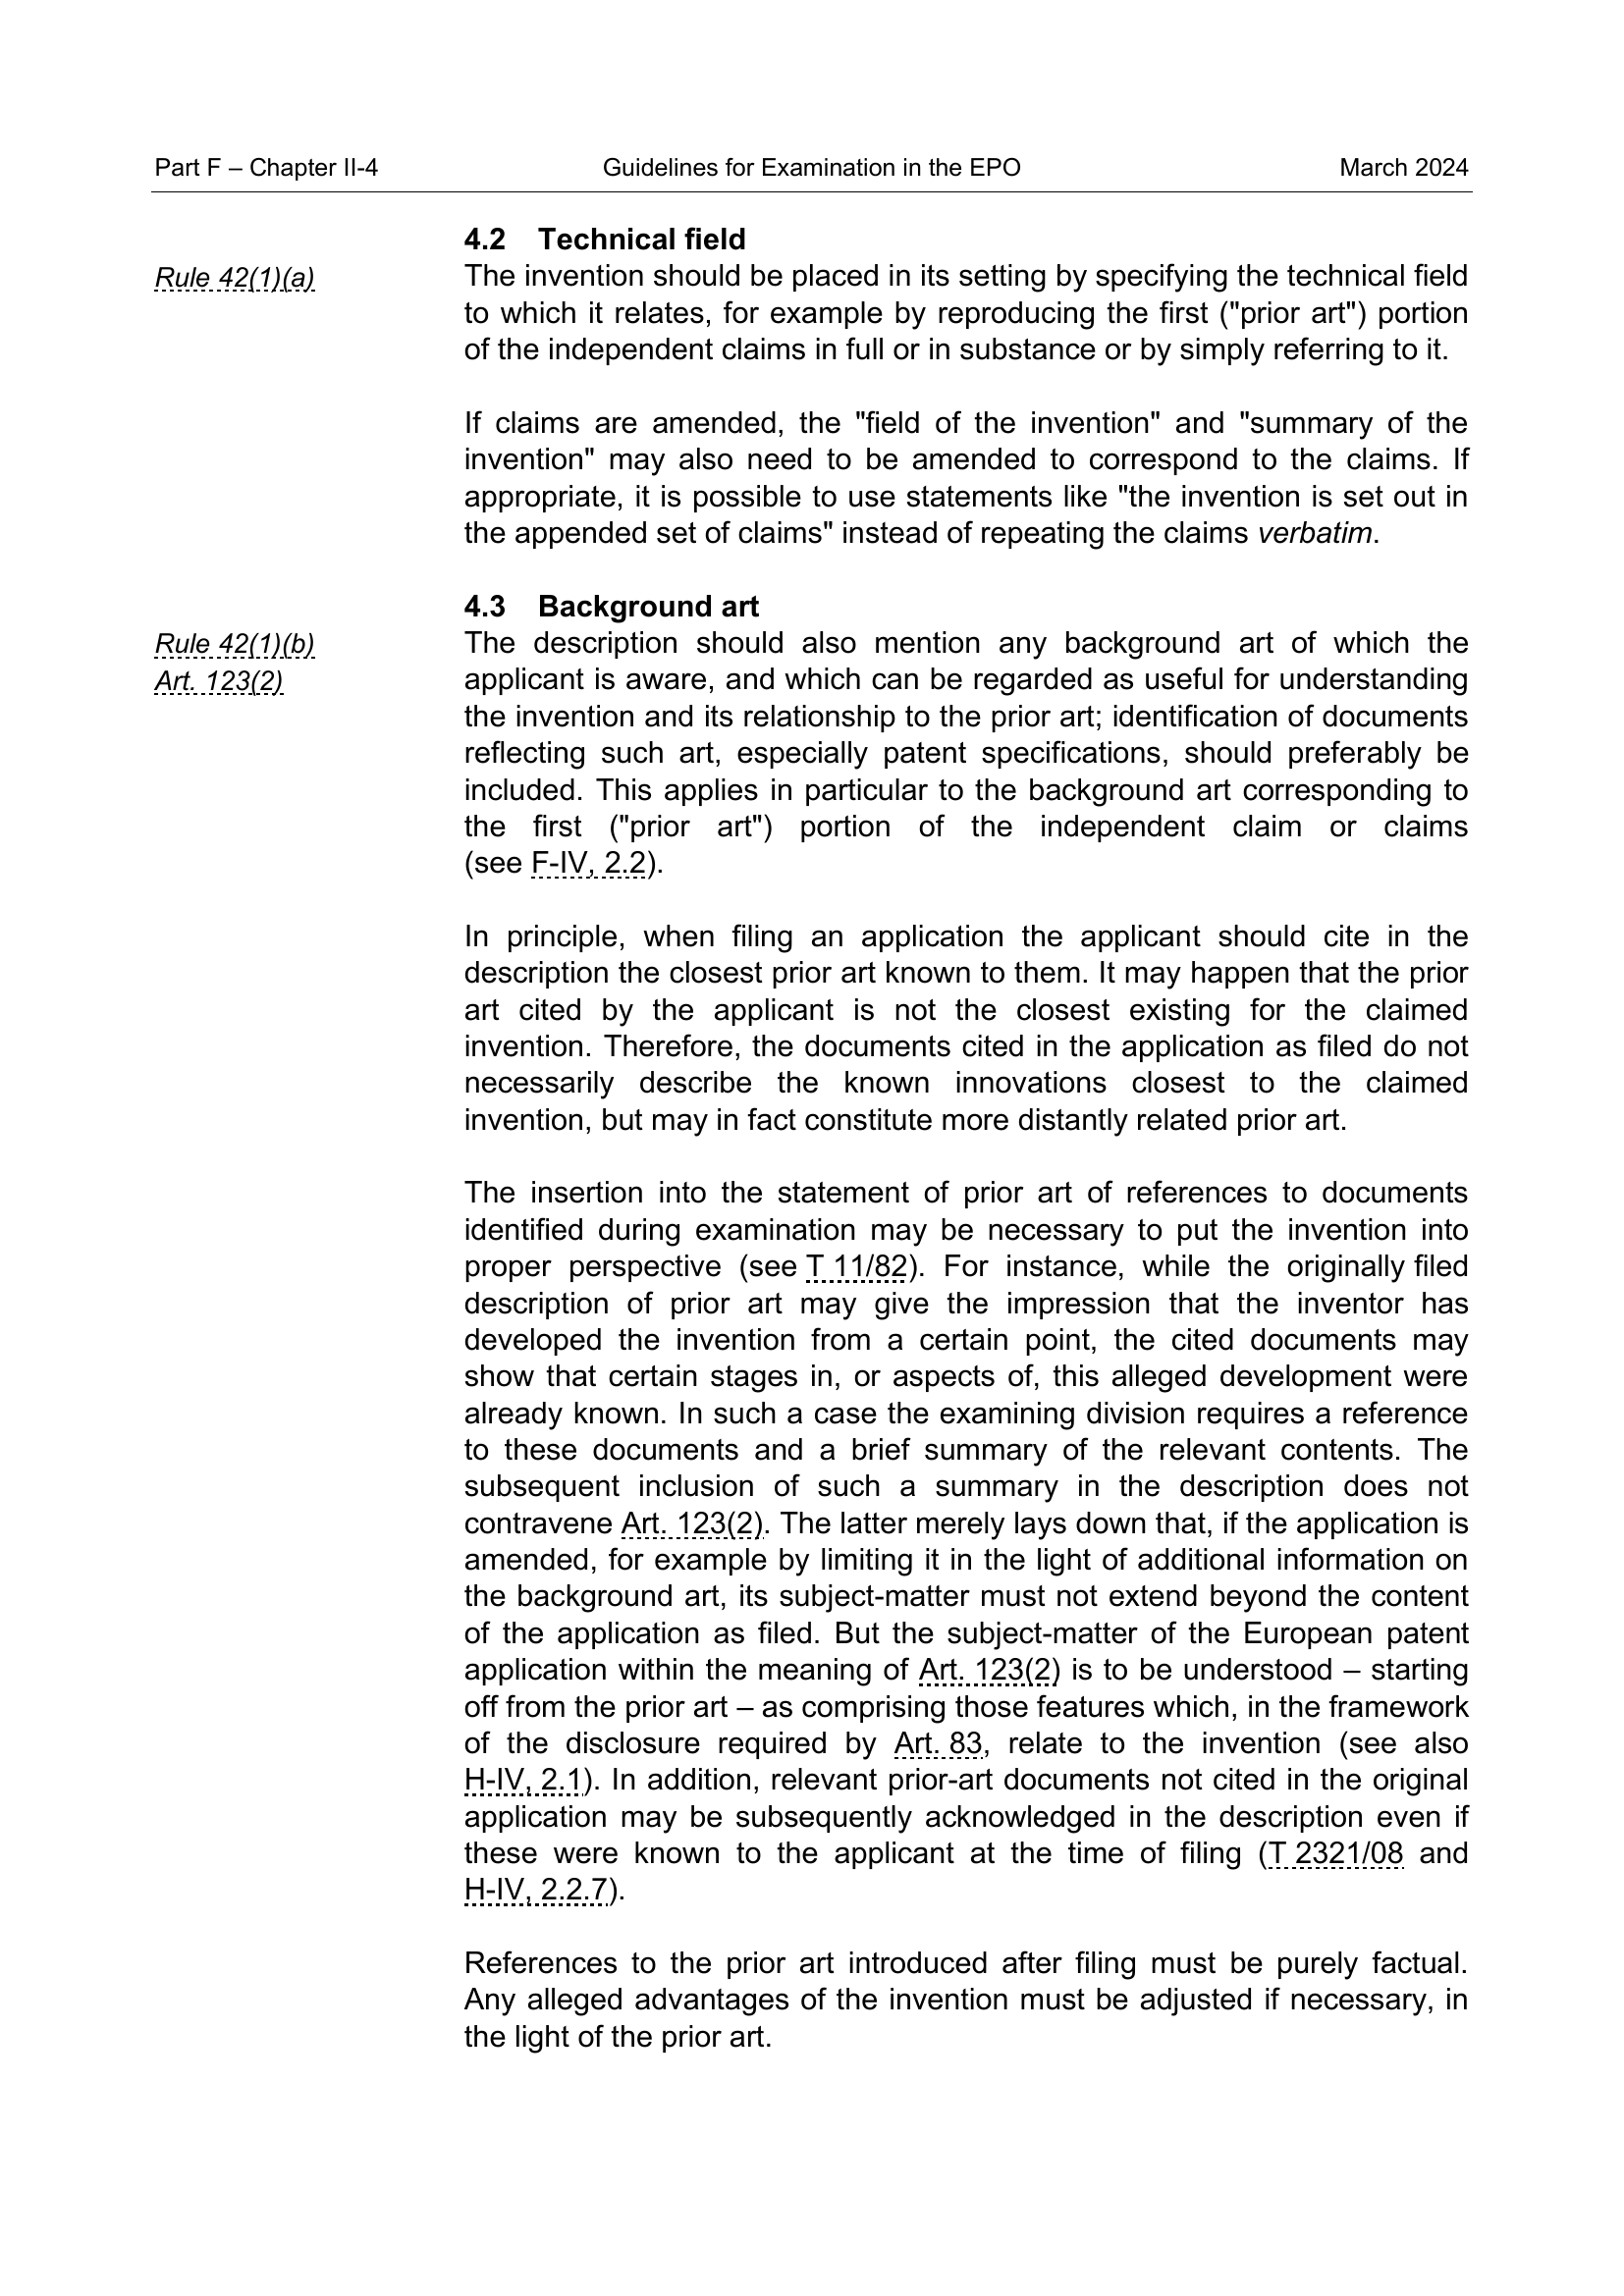 Part F – Chapter II-4 Guidelines for Examination in the EPO March 2024
4.2 Technical field
Rule 42(1)(a)
The invention should be placed in its setting by specifying the technical field
to which it relates, for example by reproducing the first ("prior art") portion
of the independent claims in full or in substance or by simply referring to it.
If claims are amended, the "field of the invention" and "summary of the
invention" may also need to be amended to correspond to the claims. If
appropriate, it is possible to use statements like "the invention is set out in
the appended set of claims" instead of repeating the claims verbatim.
4.3 Background art
Rule 42(1)(b)
Art. 123(2)
The description should also mention any background art of which the
applicant is aware, and which can be regarded as useful for understanding
the invention and its relationship to the prior art; identification of documents
reflecting such art, especially patent specifications, should preferably be
included. This applies in particular to the background art corresponding to
the first ("prior art") portion of the independent claim or claims
(see F-IV, 2.2).
In principle, when filing an application the applicant should cite in the
description the closest prior art known to them. It may happen that the prior
art cited by the applicant is not the closest existing for the claimed
invention. Therefore, the documents cited in the application as filed do not
necessarily describe the known innovations closest to the claimed
invention, but may in fact constitute more distantly related prior art.
The insertion into the statement of prior art of references to documents
identified during examination may be necessary to put the invention into
proper perspective (see T 11/82). For instance, while the originally filed
description of prior art may give the impression that the inventor has
developed the invention from a certain point, the cited documents may
show that certain stages in, or aspects of, this alleged development were
already known. In such a case the examining division requires a reference
to these documents and a brief summary of the relevant contents. The
subsequent inclusion of such a summary in the description does not
contravene Art. 123(2). The latter merely lays down that, if the application is
amended, for example by limiting it in the light of additional information on
the background art, its subject-matter must not extend beyond the content
of the application as filed. But the subject-matter of the European patent
application within the meaning of Art. 123(2) is to be understood – starting
off from the prior art – as comprising those features which, in the framework
of the disclosure required by Art. 83, relate to the invention (see also
H-IV, 2.1). In addition, relevant prior-art documents not cited in the original
application may be subsequently acknowledged in the description even if
these were known to the applicant at the time of filing (T 2321/08 and
H-IV, 2.2.7).
References to the prior art introduced after filing must be purely factual.
Any alleged advantages of the invention must be adjusted if necessary, in
the light of the prior art.